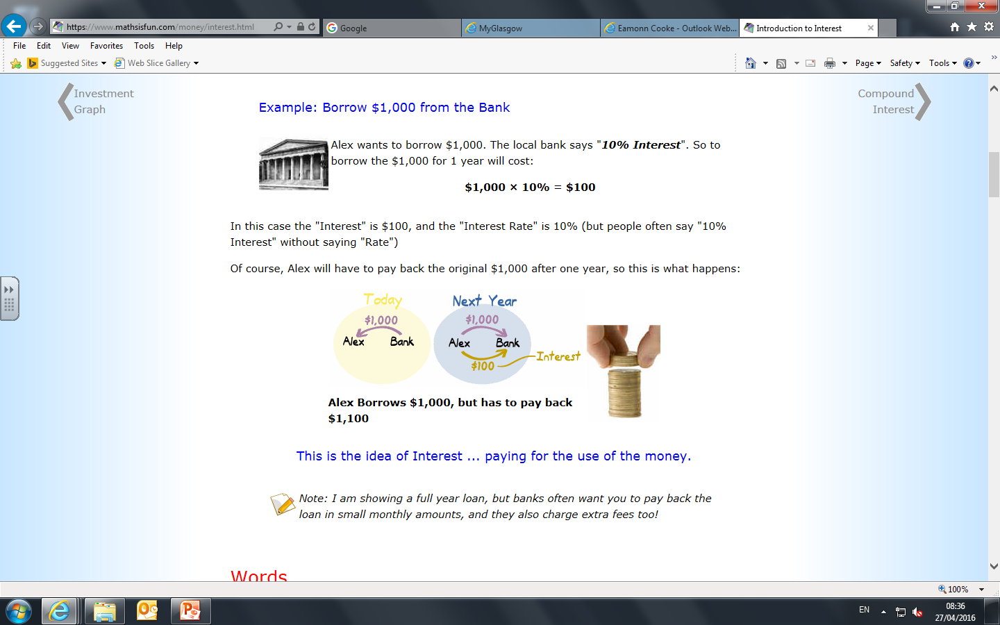 https://www.mathsisfun.com/money/interest.html
Google
MyGlasgow
Eamonn Cooke - Outlook Web...
Introduction to Interest
File Edit View Favorites Tools Help
Suggested Sites Web Slice Gallery
Page Safety Tools
Investment
Graph
Compound
Interest
Example: Borrow $1,000 from the Bank
Alex wants to borrow $1,000. The local bank says "10% Interest". So to
borrow the $1,000 for 1 year will cost:
$1,000 × 10% = $100
In this case the "Interest" is $100, and the "Interest Rate" is 10% (but people often say "10%
Interest" without saying "Rate")
Of course, Alex will have to pay back the original $1,000 after one year, so this is what happens:
Today
$1,000
Alex Bank
Next Year
$1,000
Alex Bank
$100
Interest
Alex Borrows $1,000, but has to pay back
$1,100
This is the idea of Interest ... paying for the use of the money.
Note: I am showing a full year loan, but banks often want you to pay back the
loan in small monthly amounts, and they also charge extra fees too!
Words
100%
EN
08:36
27/04/2016